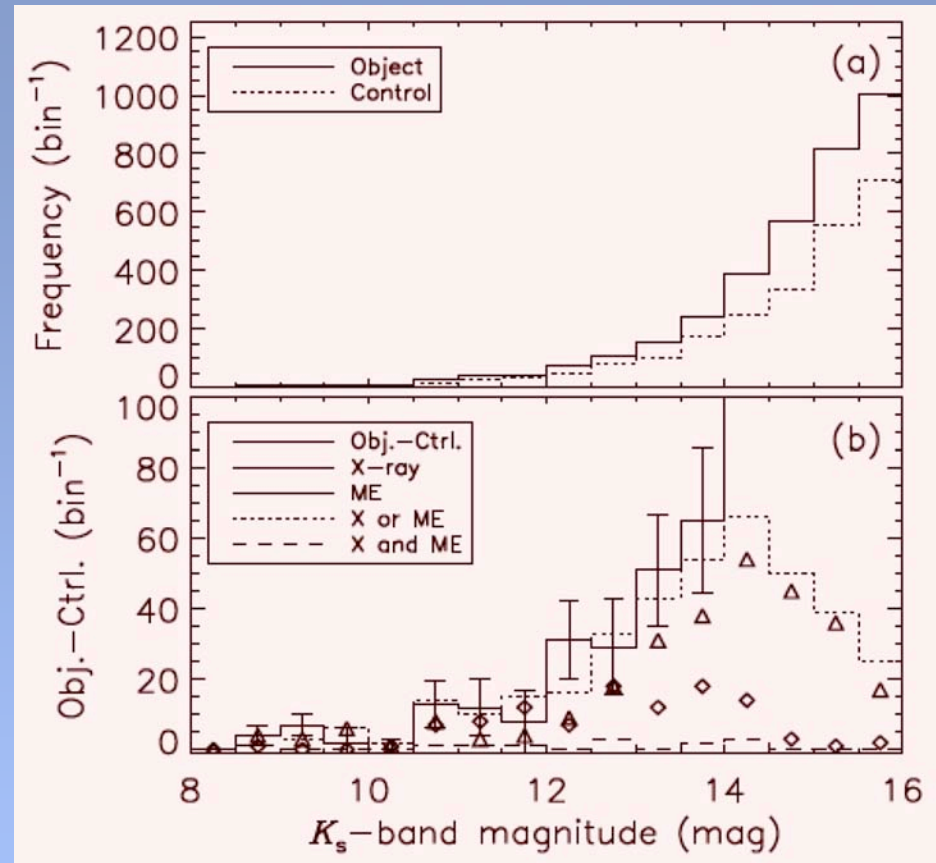 1200
1000
800
600
400
200
0
Frequency (bin⁻¹)
Object
Control
(a)
100
80
60
40
20
0
Obj.−Ctrl. (bin⁻¹)
Obj.−Ctrl.
X−ray
ME
X or ME
X and ME
(b)
8 10 12 14 16
Kₛ−band magnitude (mag)